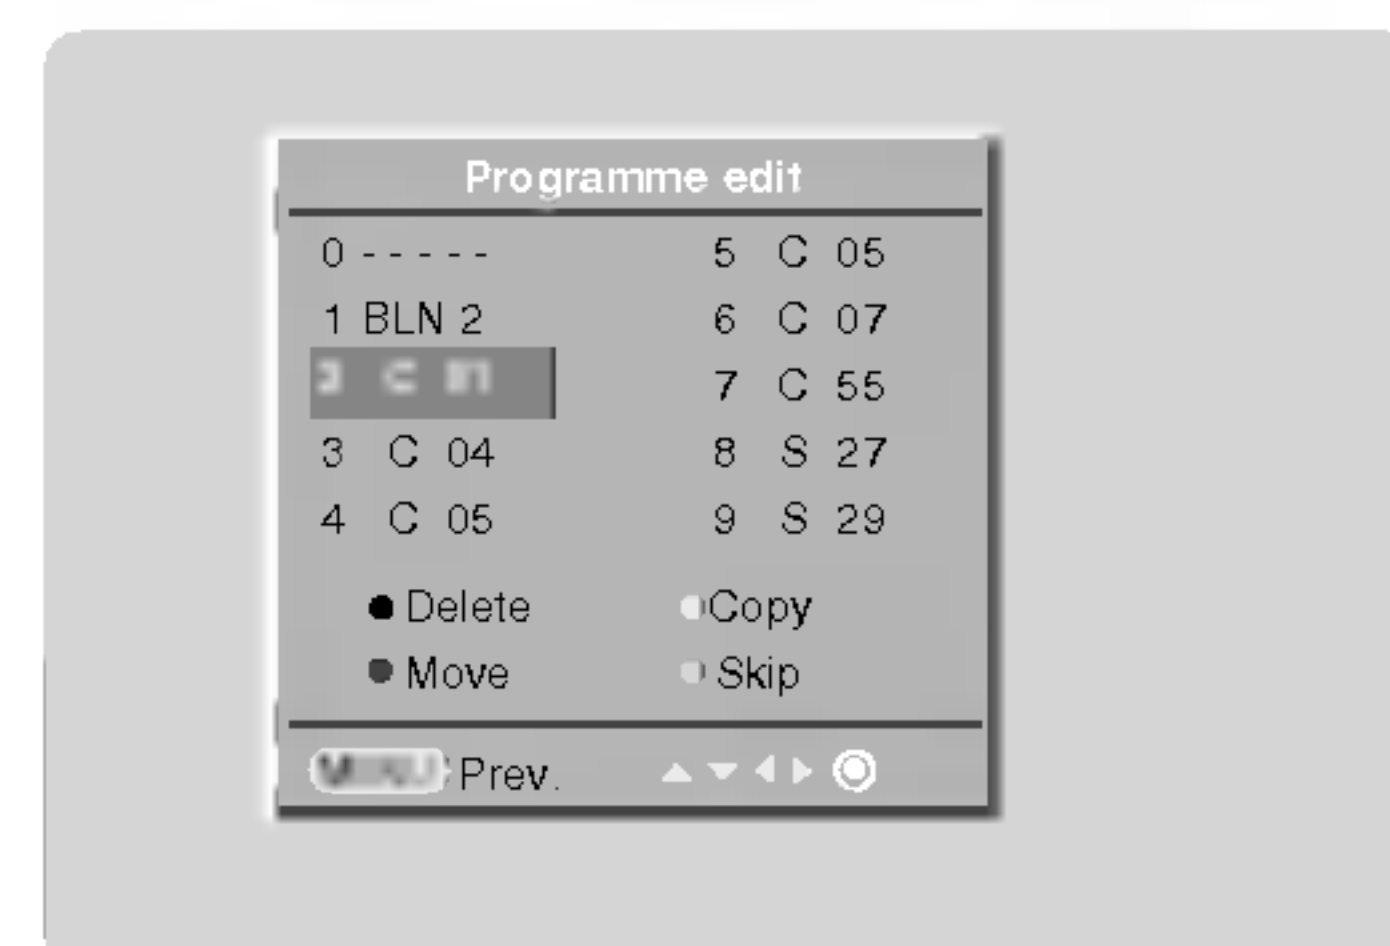 Programme edit
0 - - - - -
1 BLN 2
C
3 C 04
4 C 05
5 C 05
6 C 07
7 C 55
8 S 27
9 S 29
Delete
Copy
Move
Skip
MENU Prev.